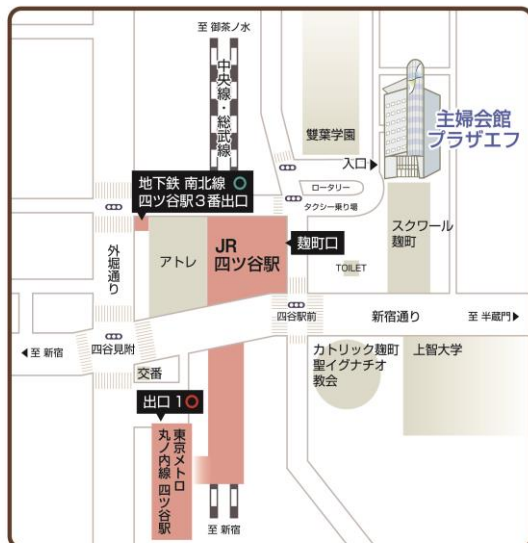 至 御茶ノ水
中央線・総武線
雙葉学園
主婦会館
プラザエフ
入口
ロータリー
タクシー乗り場
地下鉄 南北線
四ツ谷駅3番出口
外堀通り
アトレ
JR
四ツ谷駅
麹町口
スクワール
麹町
TOILET
四谷駅前
新宿通り
至 半蔵門
至 新宿
四谷見附
交番
カトリック麹町
聖イグナチオ
教会
上智大学
出口 1
東京メトロ
丸ノ内線 四ツ谷駅
至 新宿